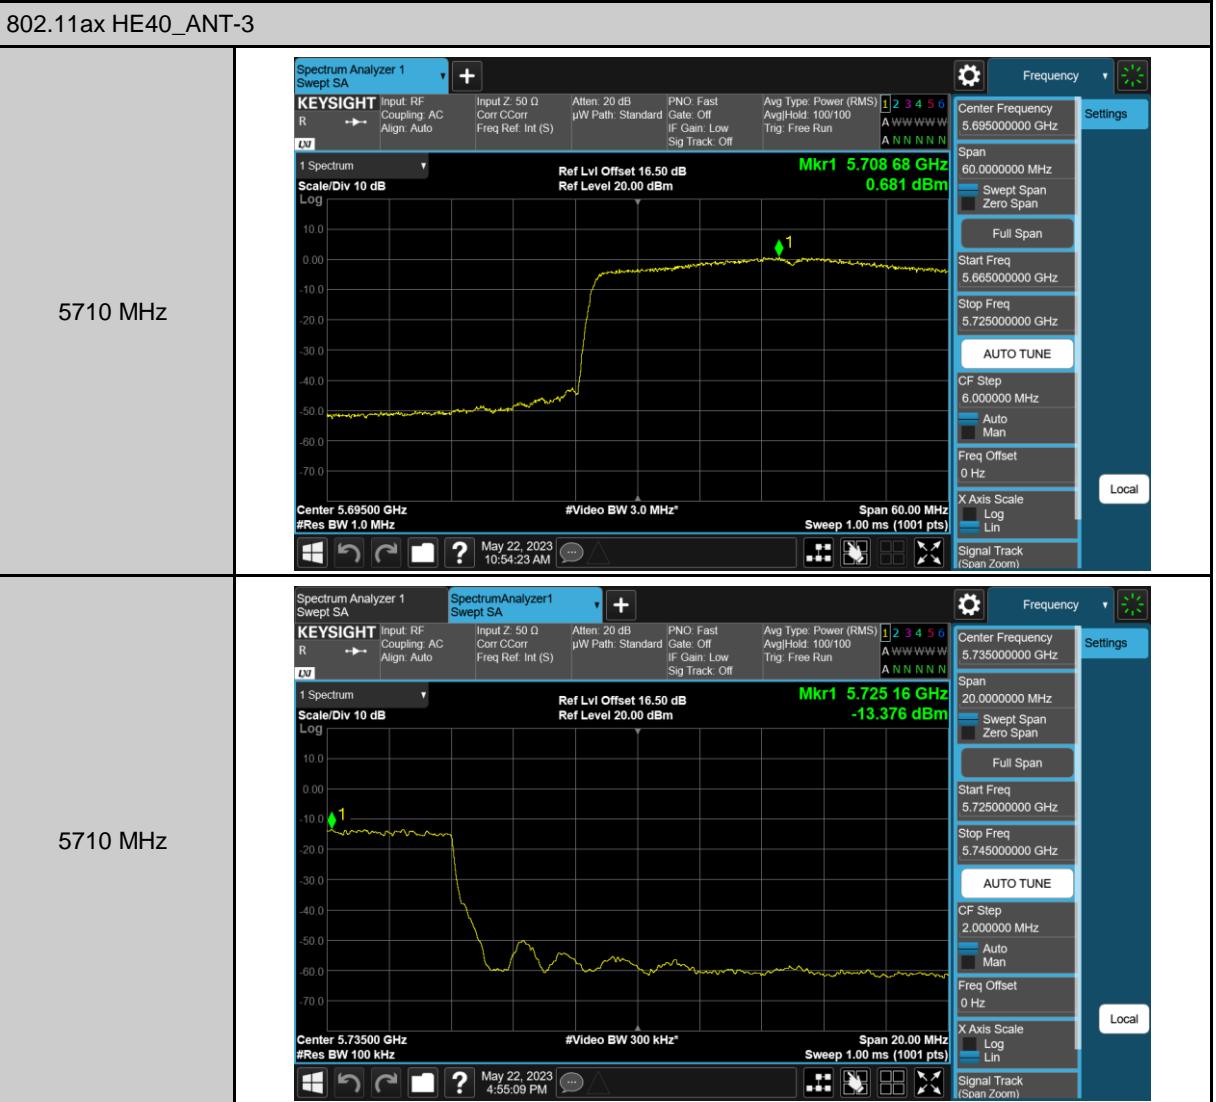 802.11ax HE40_ANT-3
5710 MHz
Spectrum Analyzer 1
Swept SA
Frequency
KEYSIGHT
R
LXI
Input: RF
Coupling: AC
Align: Auto
Input Z: 50 Ω
Corr CCorr
Freq Ref: Int (S)
Atten: 20 dB
µW Path: Standard
PNO: Fast
Gate: Off
IF Gain: Low
Sig Track: Off
Avg Type: Power (RMS)
Avg|Hold: 100/100
Trig: Free Run
1 2 3 4 5 6
A W W W W W
A N N N N N
1 Spectrum
Scale/Div 10 dB
Log
Ref Lvl Offset 16.50 dB
Ref Level 20.00 dBm
Mkr1 5.708 68 GHz
0.681 dBm
1
10.0
0.00
-10.0
-20.0
-30.0
-40.0
-50.0
-60.0
-70.0
Center 5.69500 GHz
#Res BW 1.0 MHz
#Video BW 3.0 MHz*
Span 60.00 MHz
Sweep 1.00 ms (1001 pts)
May 22, 2023
10:54:23 AM
Center Frequency
5.695000000 GHz
Span
60.0000000 MHz
Swept Span
Zero Span
Full Span
Start Freq
5.665000000 GHz
Stop Freq
5.725000000 GHz
AUTO TUNE
CF Step
6.000000 MHz
Auto
Man
Freq Offset
0 Hz
X Axis Scale
Log
Lin
Signal Track
(Span Zoom)
Settings
Local
5710 MHz
Spectrum Analyzer 1
Swept SA
SpectrumAnalyzer1
Swept SA
Frequency
KEYSIGHT
R
LXI
Input: RF
Coupling: AC
Align: Auto
Input Z: 50 Ω
Corr CCorr
Freq Ref: Int (S)
Atten: 20 dB
µW Path: Standard
PNO: Fast
Gate: Off
IF Gain: Low
Sig Track: Off
Avg Type: Power (RMS)
Avg|Hold: 100/100
Trig: Free Run
1 2 3 4 5 6
A W W W W W
A N N N N N
1 Spectrum
Scale/Div 10 dB
Log
Ref Lvl Offset 16.50 dB
Ref Level 20.00 dBm
Mkr1 5.725 16 GHz
-13.376 dBm
1
10.0
0.00
-10.0
-20.0
-30.0
-40.0
-50.0
-60.0
-70.0
Center 5.73500 GHz
#Res BW 100 kHz
#Video BW 300 kHz*
Span 20.00 MHz
Sweep 1.00 ms (1001 pts)
May 22, 2023
4:55:09 PM
Center Frequency
5.735000000 GHz
Span
20.0000000 MHz
Swept Span
Zero Span
Full Span
Start Freq
5.725000000 GHz
Stop Freq
5.745000000 GHz
AUTO TUNE
CF Step
2.000000 MHz
Auto
Man
Freq Offset
0 Hz
X Axis Scale
Log
Lin
Signal Track
(Span Zoom)
Settings
Local